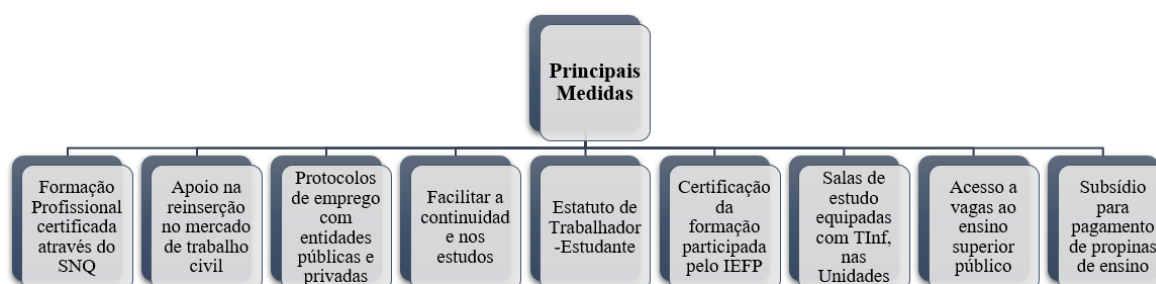 Principais
Medidas
Formação
Profissional
certificada
através do
SNQ
Apoio na
reinserção
no mercado
de trabalho
civil
Protocolos
de emprego
com
entidades
públicas e
privadas
Facilitar a
continuidad
e nos
estudos
Estatuto de
Trabalhador
-Estudante
Certificação
da
formação
participada
pelo IEFP
Salas de
estudo
equipadas
com TInf,
nas
Unidades
Acesso a
vagas ao
ensino
superior
público
Subsídio
para
pagamento
de propinas
de ensino